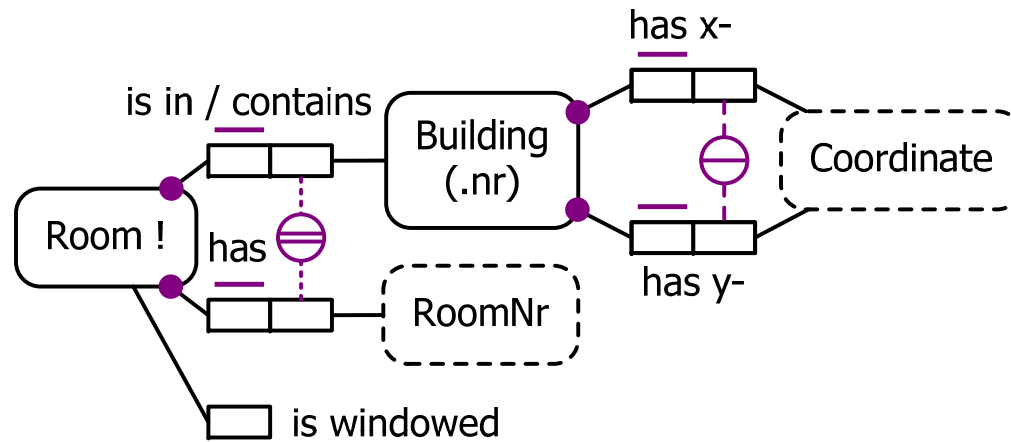 has x-
is in / contains
Building
(.nr)
Coordinate
Room !
has
has y-
RoomNr
is windowed